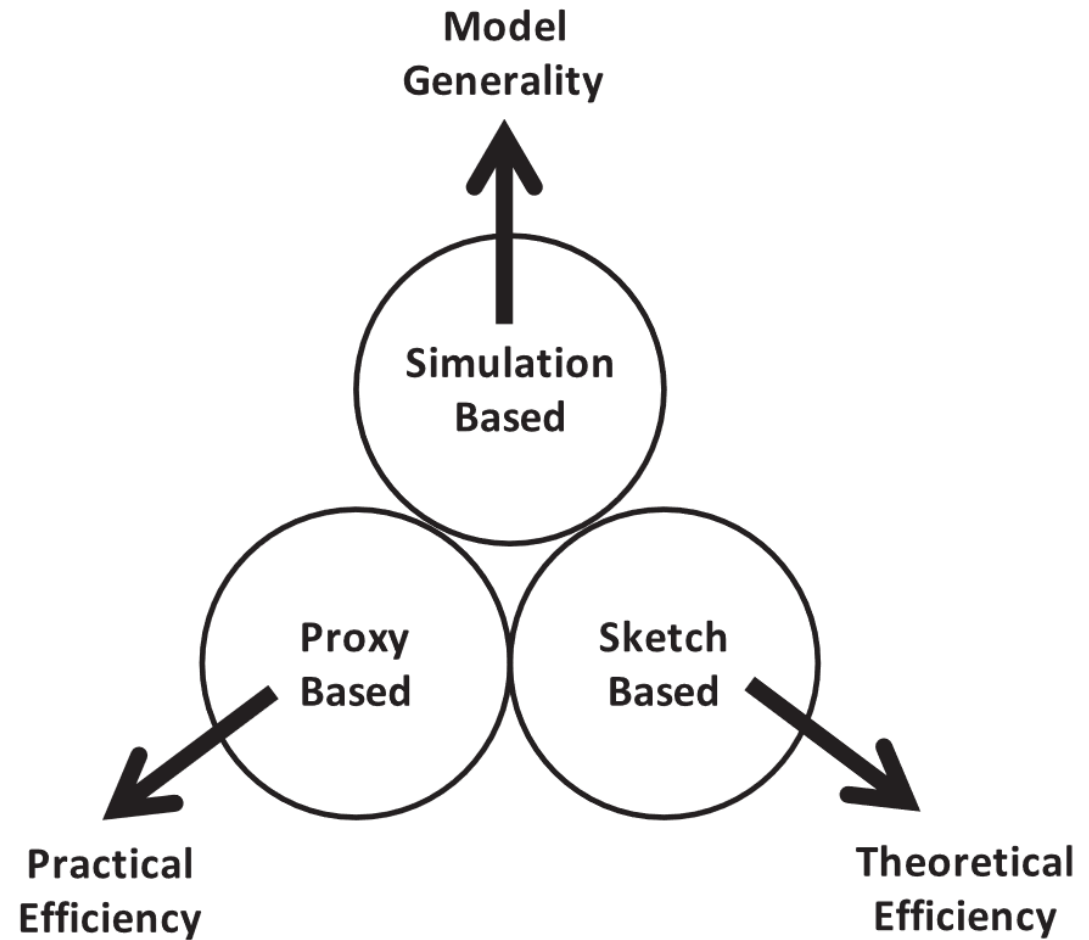 Model
Generality
Simulation
Based
Proxy
Based
Sketch
Based
Practical
Efficiency
Theoretical
Efficiency